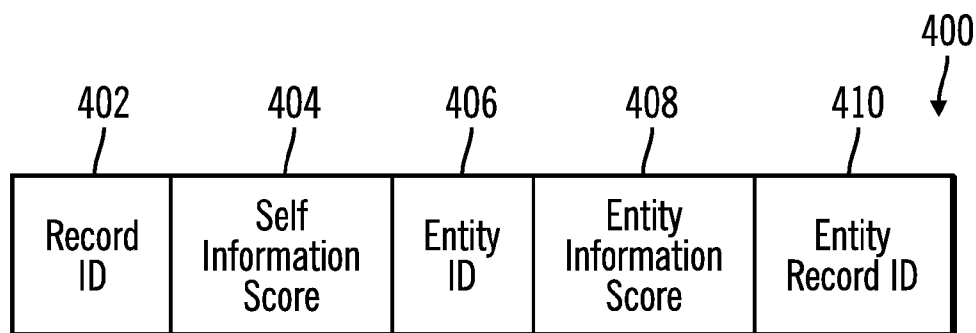 400
402 404 406 408 410
Record ID
Self Information Score
Entity ID
Entity Information Score
Entity Record ID